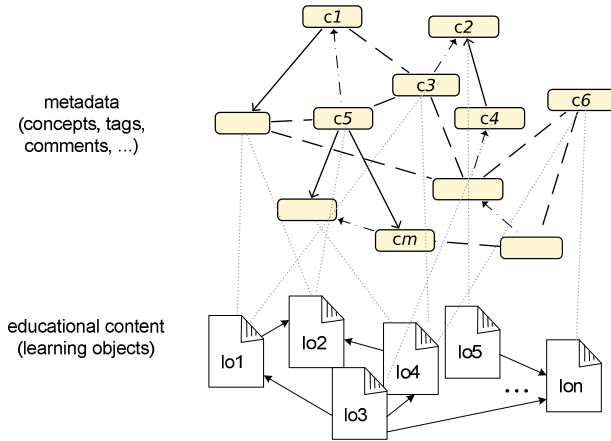 c1
c2
c3
c6
metadata
(concepts, tags,
comments, ...)
c5
c4
cm
educational content
(learning objects)
lo1
lo2
lo4
lo5
lo3
...
lon